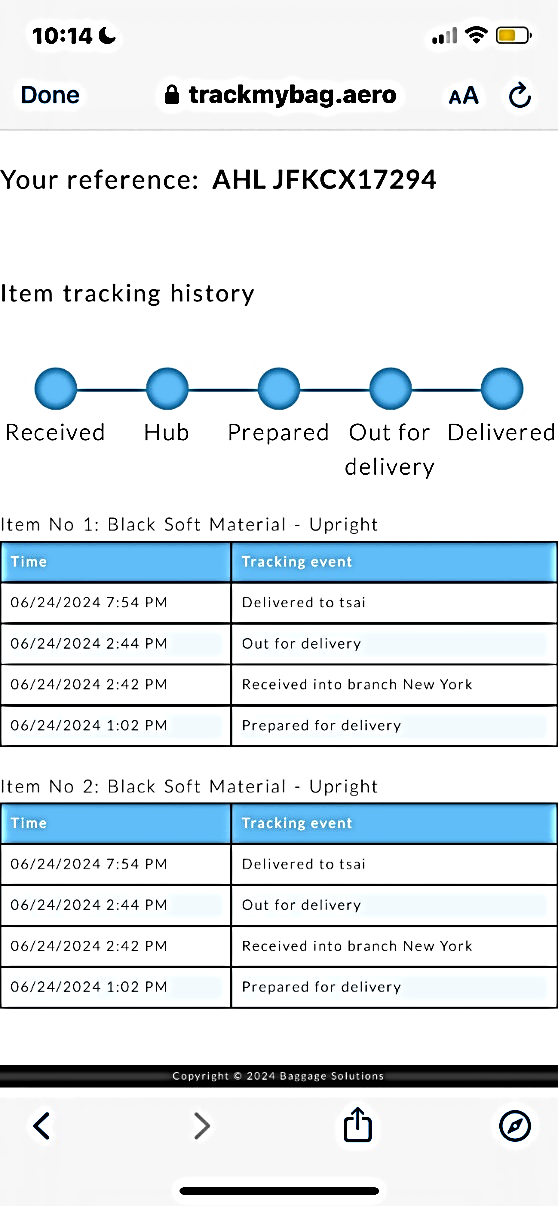 10:14
Done
trackmybag.aero
AA
Your reference: AHL JFKCX17294
Item tracking history
Received Hub Prepared Out for delivery Delivered
Item No 1: Black Soft Material - Upright
Time Tracking event
06/24/2024 7:54 PM Delivered to tsai
06/24/2024 2:44 PM Out for delivery
06/24/2024 2:42 PM Received into branch New York
06/24/2024 1:02 PM Prepared for delivery
Item No 2: Black Soft Material - Upright
Time Tracking event
06/24/2024 7:54 PM Delivered to tsai
06/24/2024 2:44 PM Out for delivery
06/24/2024 2:42 PM Received into branch New York
06/24/2024 1:02 PM Prepared for delivery
Copyright © 2024 Baggage Solutions